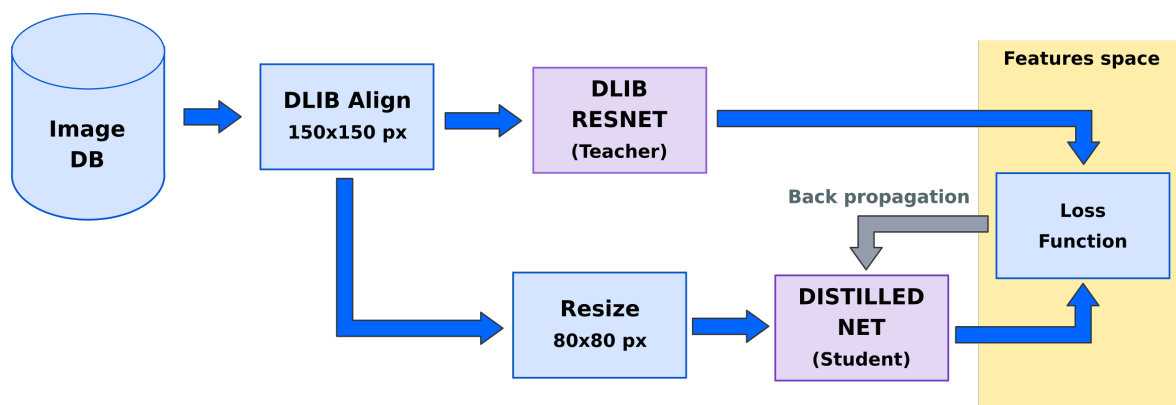 Image
DB
DLIB Align
150x150 px
DLIB
RESNET
(Teacher)
Features space
Back propagation
Loss
Function
Resize
80x80 px
DISTILLED
NET
(Student)